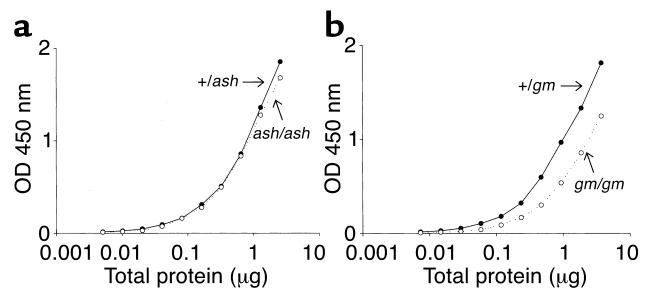 a
2
1
0
OD 450 nm
+/ash
ash/ash
0.001 0.01 0.1 1 10
Total protein (μg)
b
2
1
0
OD 450 nm
+/gm
gm/gm
0.001 0.01 0.1 1 10
Total protein (μg)